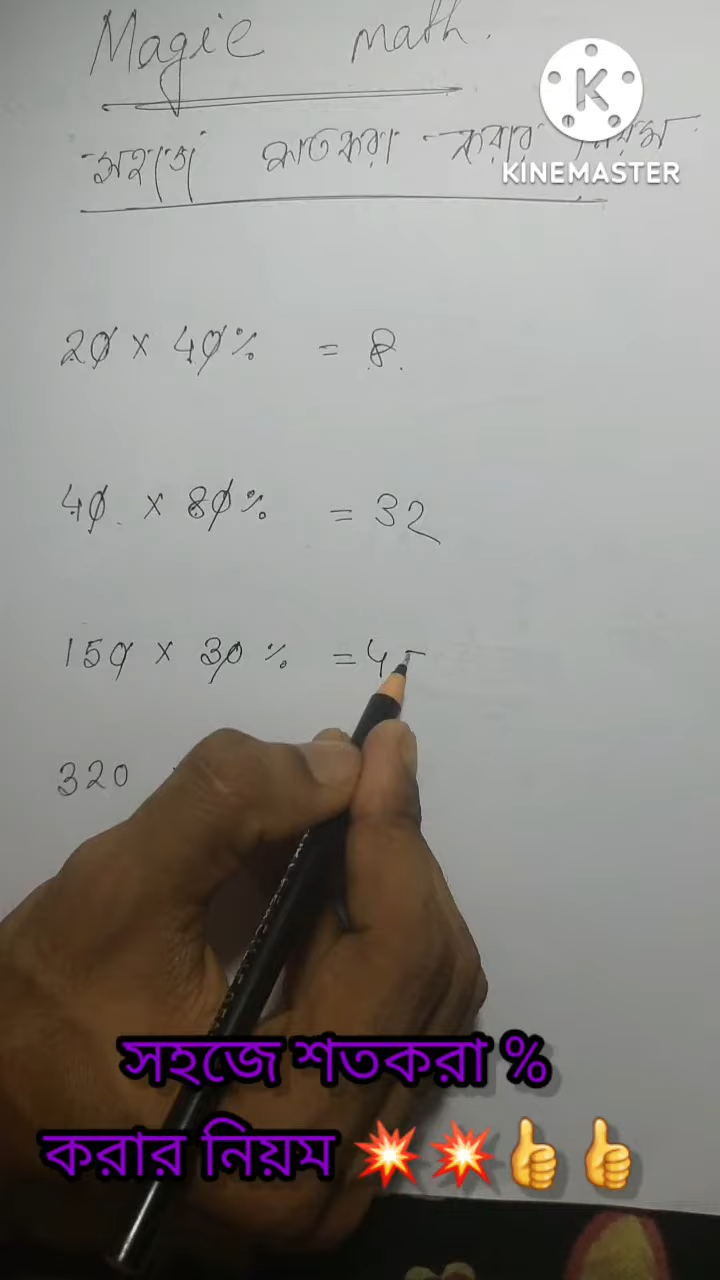 Magic math.
KINEMASTER
সহজে শতকরা করার নিয়ম
20 x 40% = 8
40 x 80% = 32
150 x 30% = 45
320
সহজে শতকরা %
করার নিয়ম 💥💥👍👍